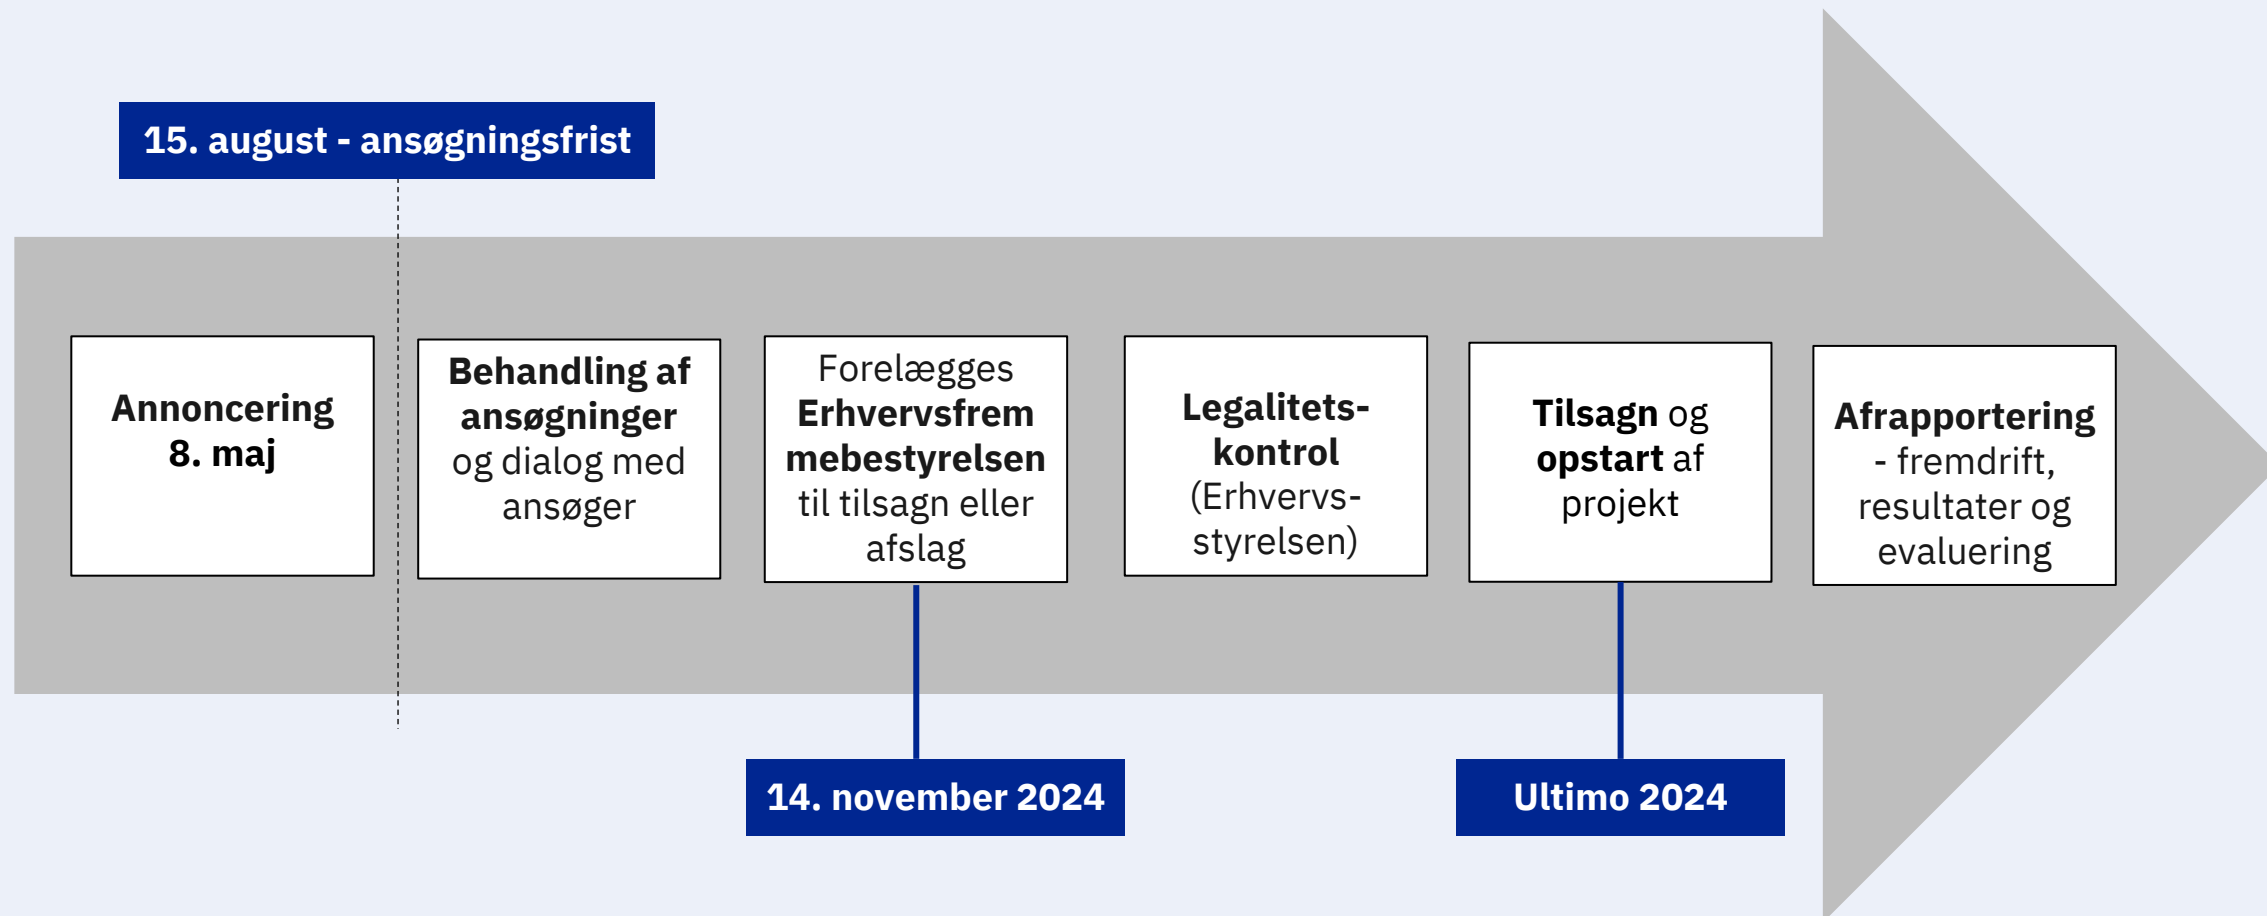 15. august - ansøgningsfrist
Annoncering
8. maj
Behandling af
ansøgninger
og dialog med
ansøger
Forelægges
Erhvervsfrem
mebestyrelsen
til tilsagn eller
afslag
Legalitets-
kontrol
(Erhvervs-
styrelsen)
Tilsagn og
opstart af
projekt
Afrapportering
- fremdrift,
resultater og
evaluering
14. november 2024
Ultimo 2024